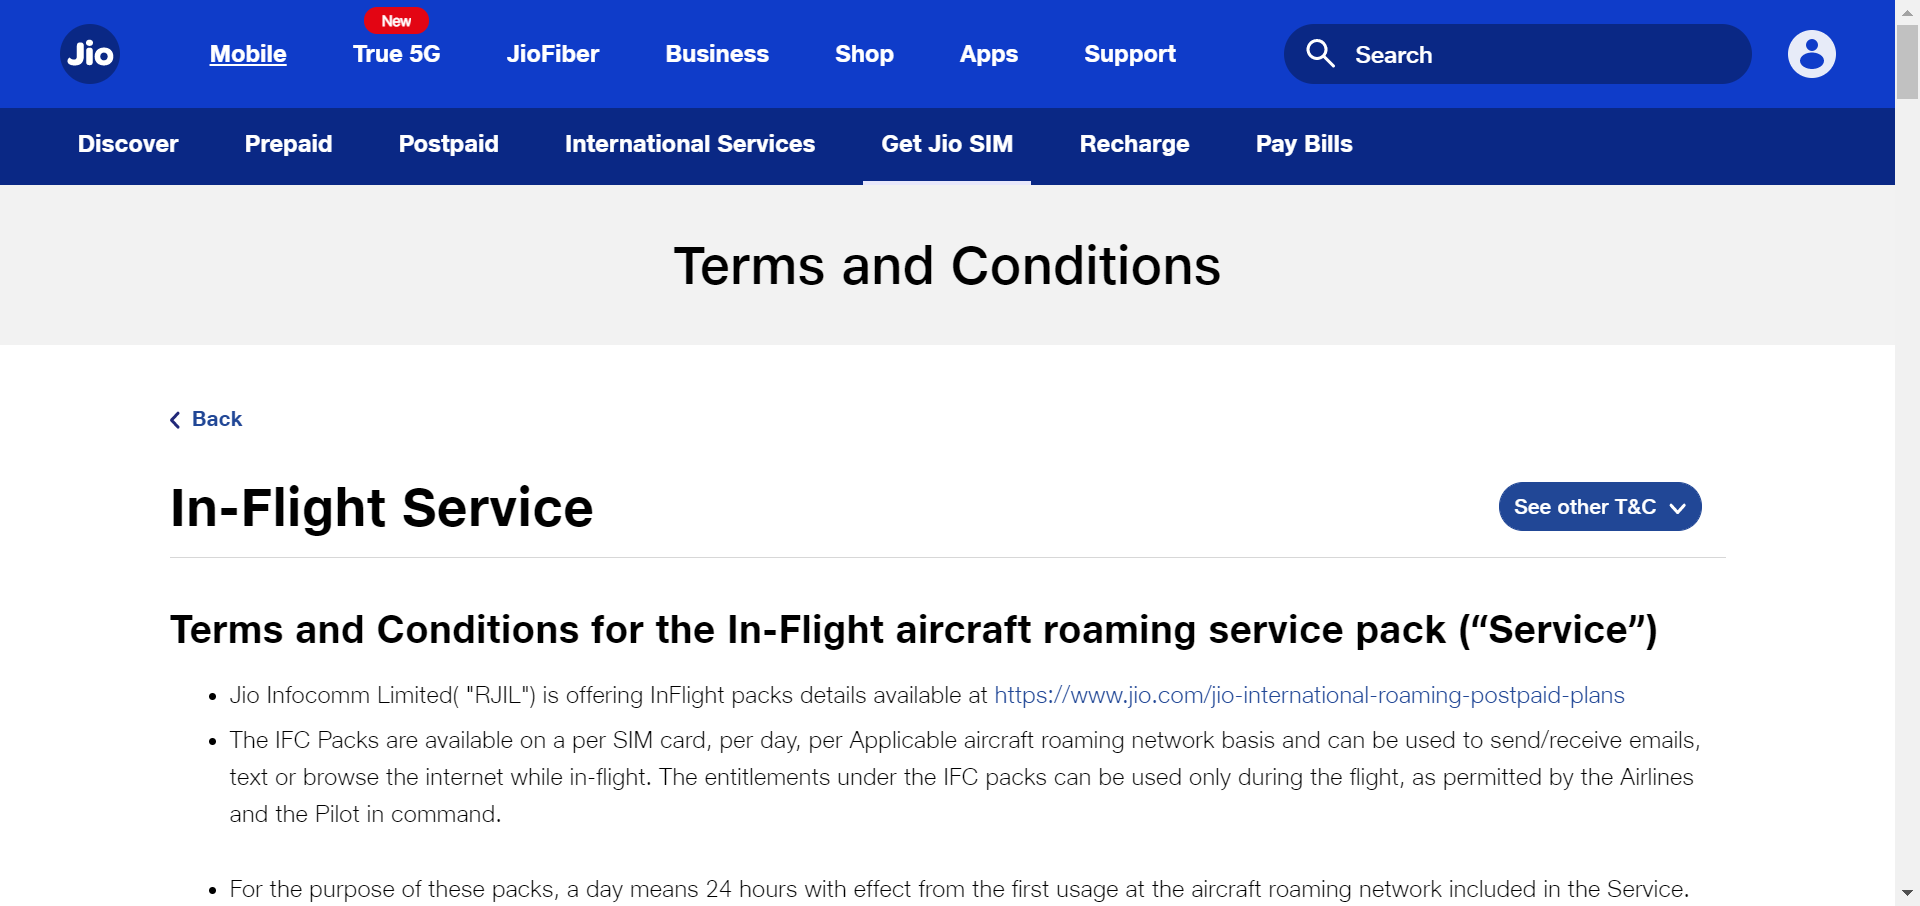 New
Jio Mobile True 5G JioFiber Business Shop Apps Support Search
Discover Prepaid Postpaid International Services Get Jio SIM Recharge Pay Bills
Terms and Conditions
Back
In-Flight Service
See other T&C
Terms and Conditions for the In-Flight aircraft roaming service pack (“Service”)
• Jio Infocomm Limited( "RJIL") is offering InFlight packs details available at https://www.jio.com/jio-international-roaming-postpaid-plans
• The IFC Packs are available on a per SIM card, per day, per Applicable aircraft roaming network basis and can be used to send/receive emails,
text or browse the internet while in-flight. The entitlements under the IFC packs can be used only during the flight, as permitted by the Airlines
and the Pilot in command.
• For the purpose of these packs, a day means 24 hours with effect from the first usage at the aircraft roaming network included in the Service.